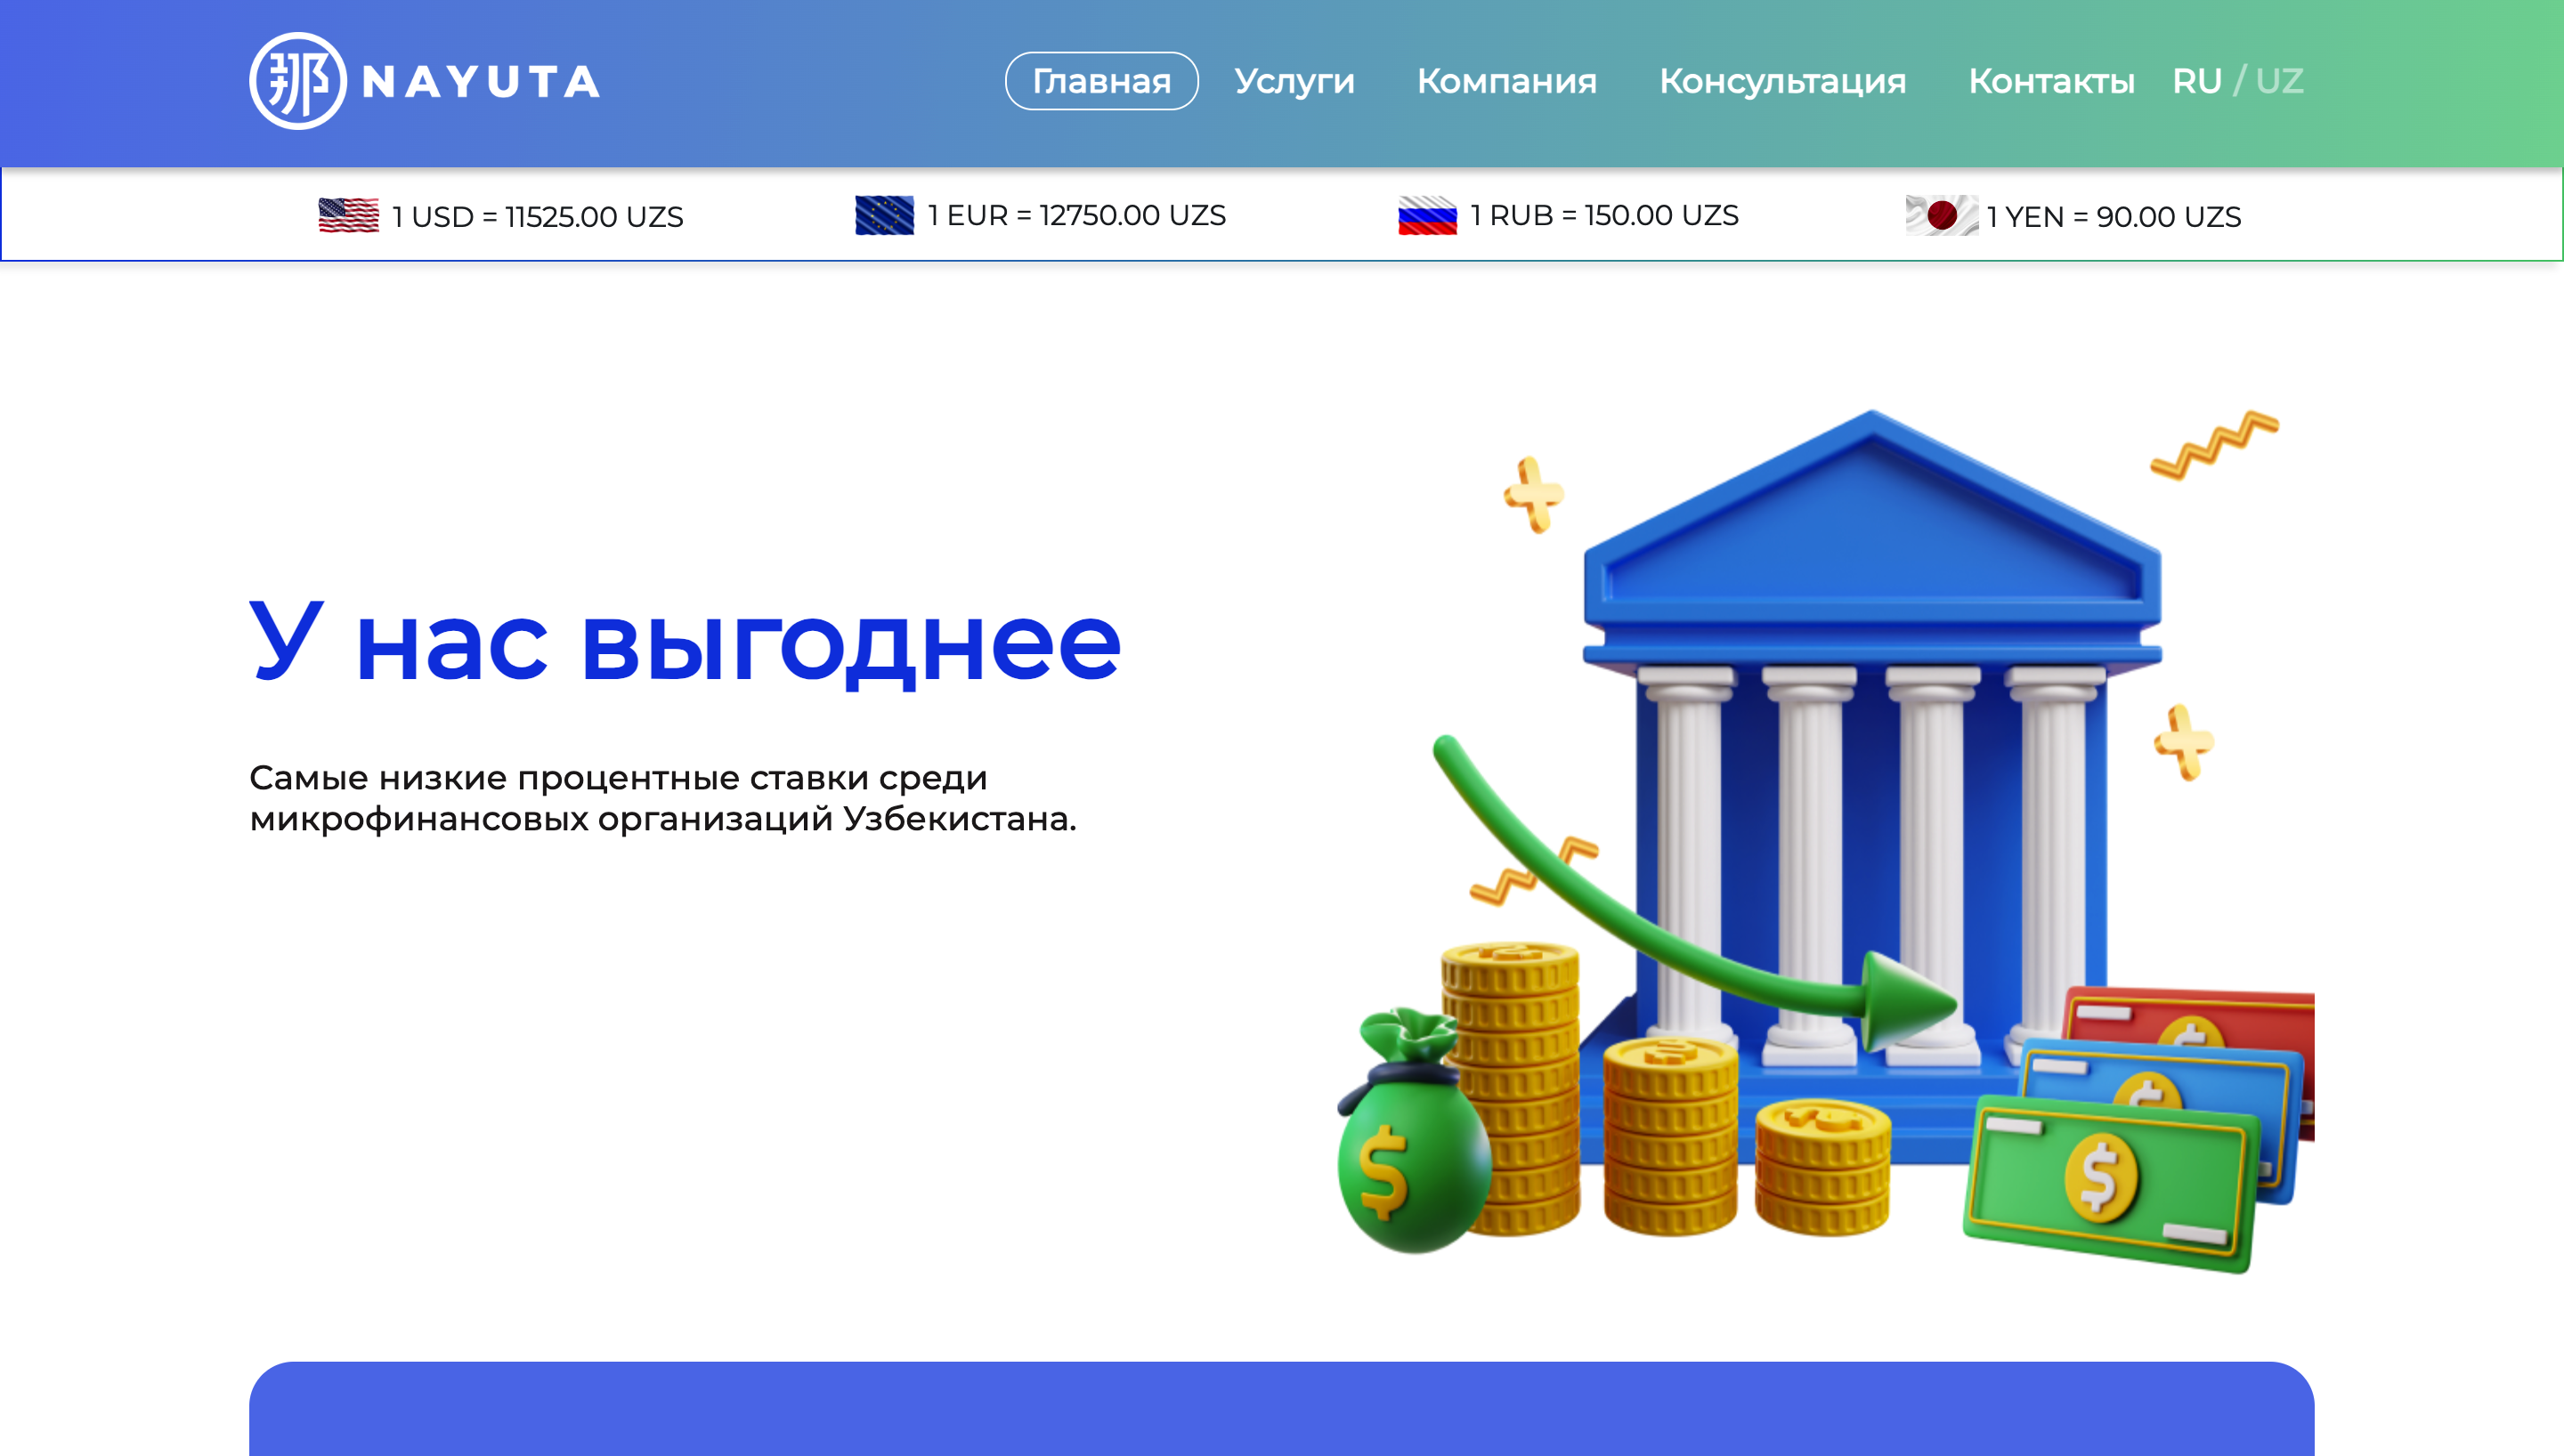 那 NAYUTA
Главная Услуги Компания Консультация Контакты RU / UZ
1 USD = 11525.00 UZS 1 EUR = 12750.00 UZS 1 RUB = 150.00 UZS 1 YEN = 90.00 UZS
У нас выгоднее
Самые низкие процентные ставки среди
микрофинансовых организаций Узбекистана.
$
$
$
$